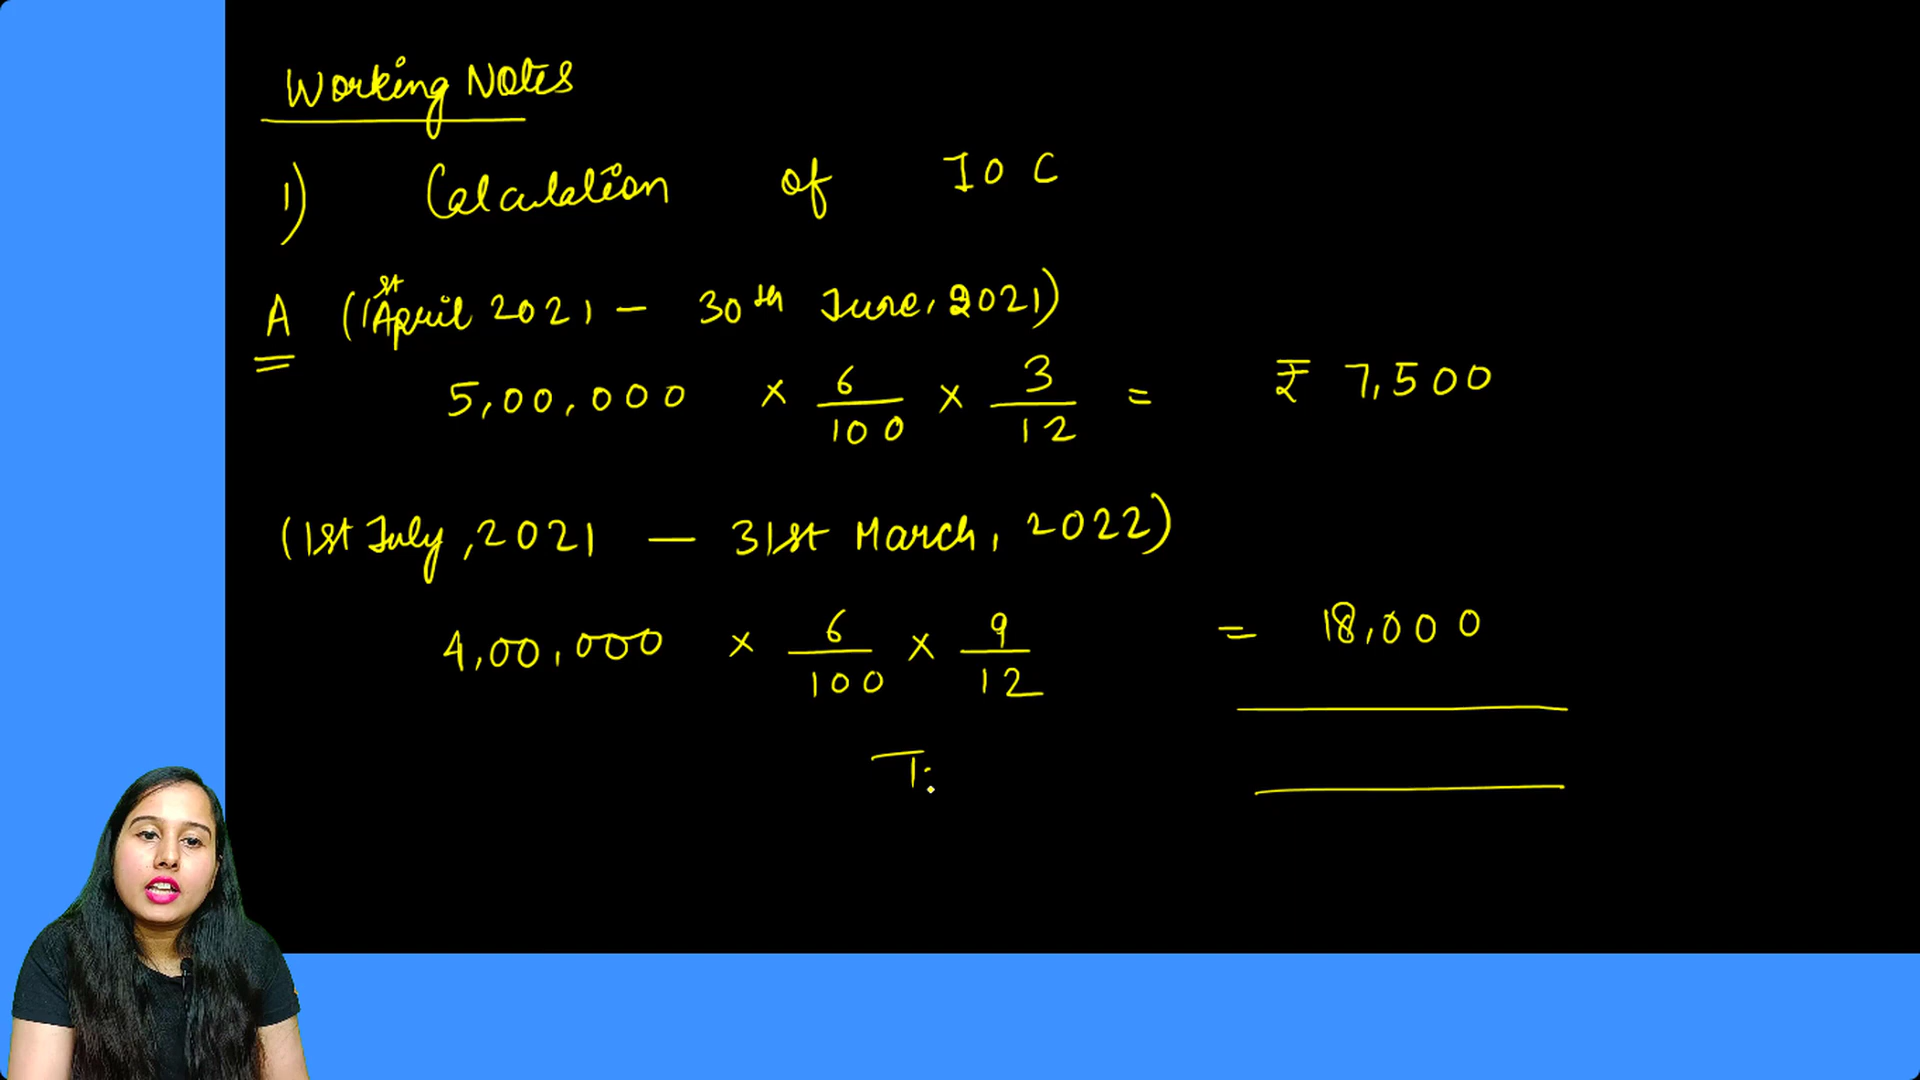 Working Notes
1) Calculation of IOC
A (1st April 2021 - 30th June, 2021)
5,00,000 × 6/100 × 3/12 = ₹ 7,500
(1st July, 2021 - 31st March, 2022)
4,00,000 × 6/100 × 9/12 = 18,000